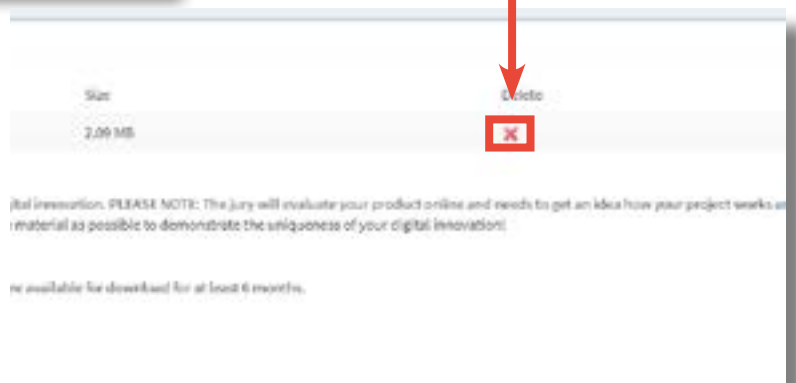 Size Delete
2.09 MB
ital innovation. PLEASE NOTE: The jury will evaluate your product online and needs to get an idea how your project works
material as possible to demonstrate the uniqueness of your digital innovation!
available for download for at least 6 months.